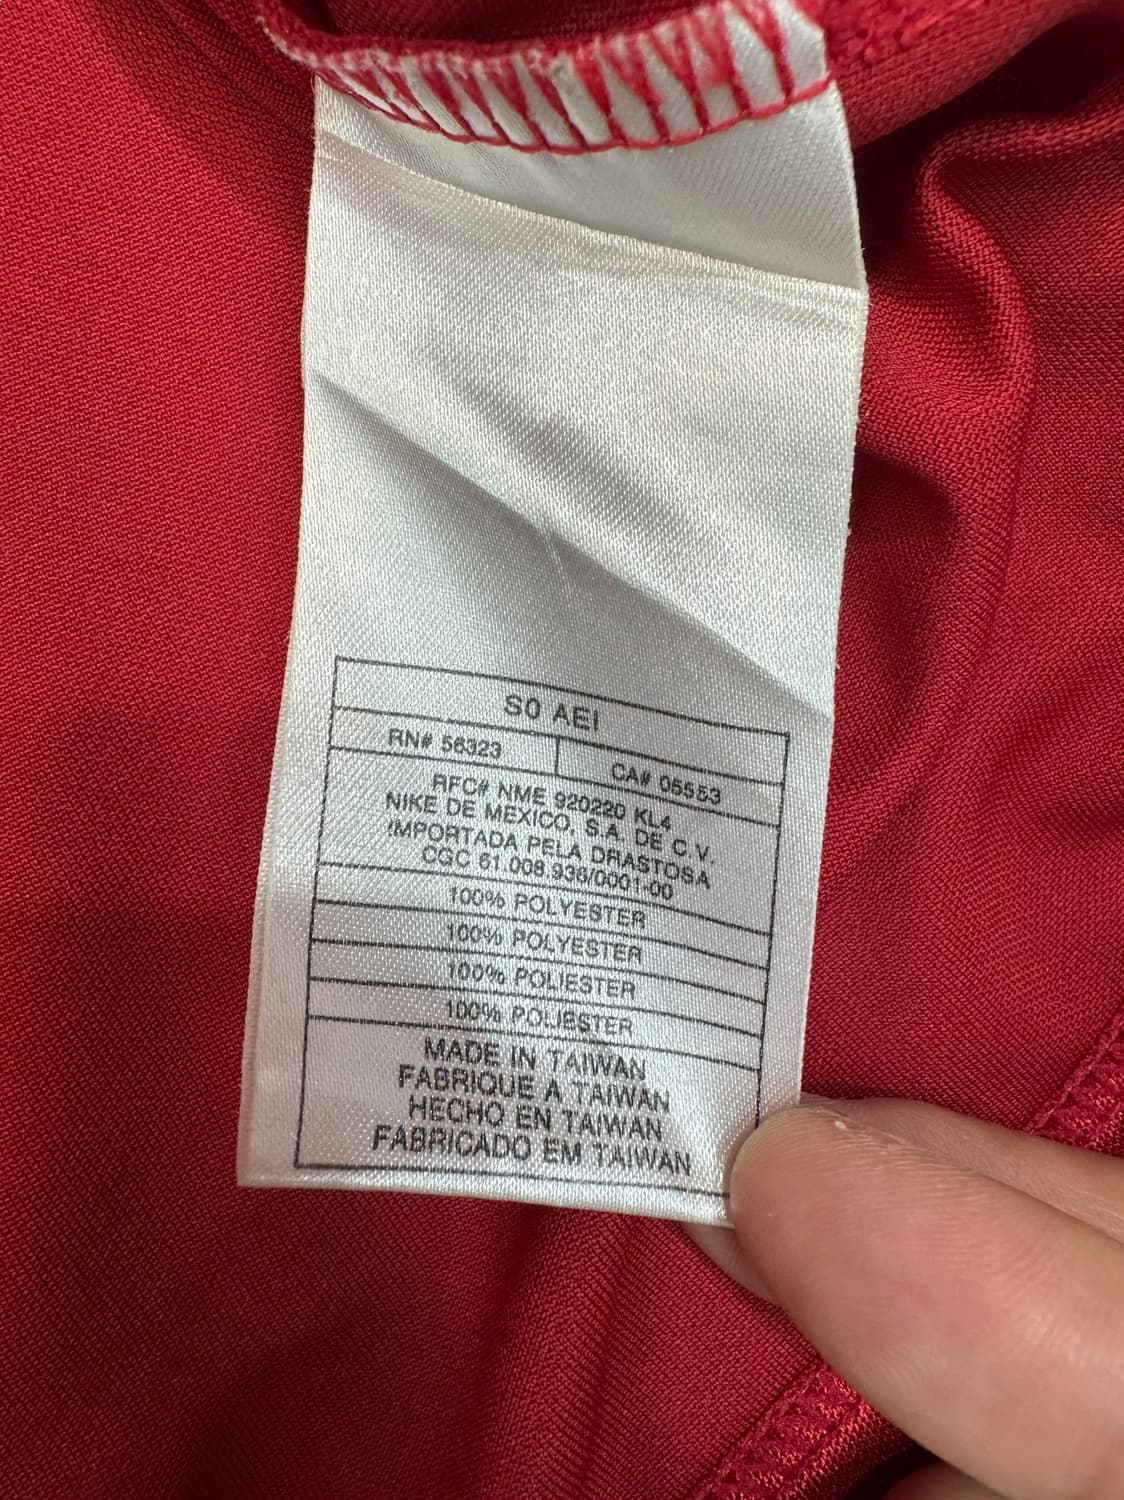 S0 AEI
RN# 56323
CA# 05553
RFC# NME 920220 KL4
NIKE DE MEXICO, S.A. DE C.V.
IMPORTADA PELA DRASTOSA
CGC 61.008.936/0001-00
100% POLYESTER
100% POLYESTER
100% POLIESTER
100% POLIESTER
MADE IN TAIWAN
FABRIQUE A TAIWAN
HECHO EN TAIWAN
FABRICADO EM TAIWAN